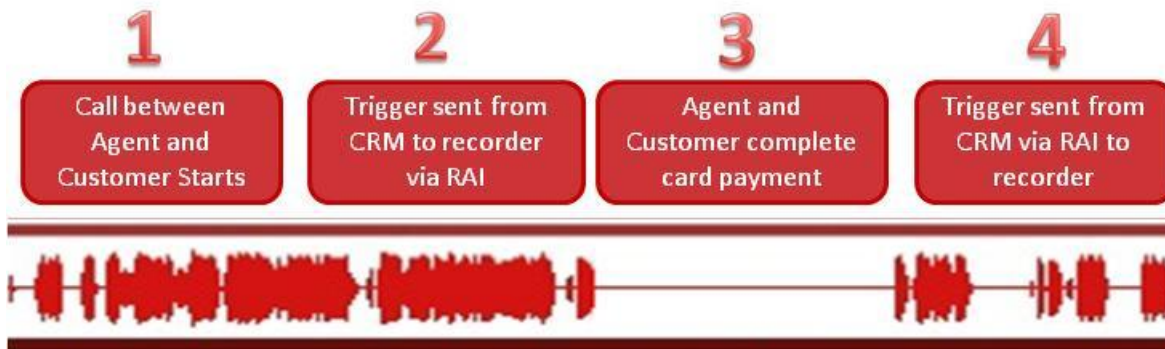 1
2
3
4
Call between
Agent and
Customer Starts
Trigger sent from
CRM to recorder
via RAI
Agent and
Customer complete
card payment
Trigger sent from
CRM via RAI to
recorder